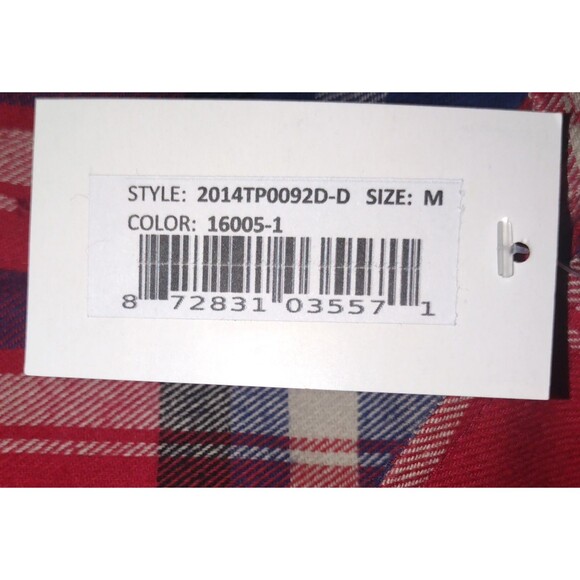 STYLE: 2014TP0092D-D SIZE: M
COLOR: 16005-1
8 72831 03557 1